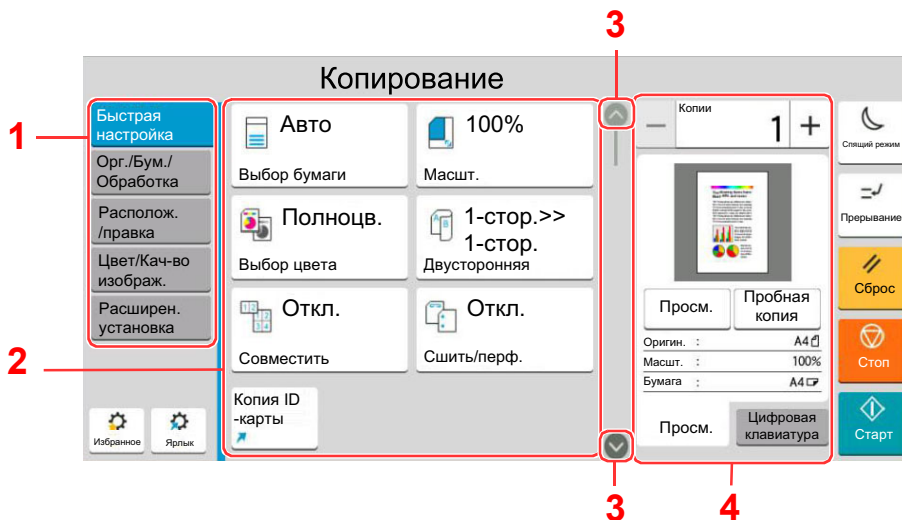 3
Копирование
1
Быстрая
настройка
Орг./Бум./
Обработка
Располож.
/правка
Цвет/Кач-во
изображ.
Расширен.
установка
Избранное
Ярлык
2
Авто
Выбор бумаги
100%
Масшт.
Полноцв.
Выбор цвета
1-стор.>>
1-стор.
Двусторонняя
Откл.
Совместить
Откл.
Сшить/перф.
Копия ID
-карты
Копии
1
Просм.
Пробная
копия
Оригин. : A4
Масшт. : 100%
Бумага : A4
Просм.
Цифровая
клавиатура
Спящий режим
Прерывание
Сброс
Стоп
Старт
3
4